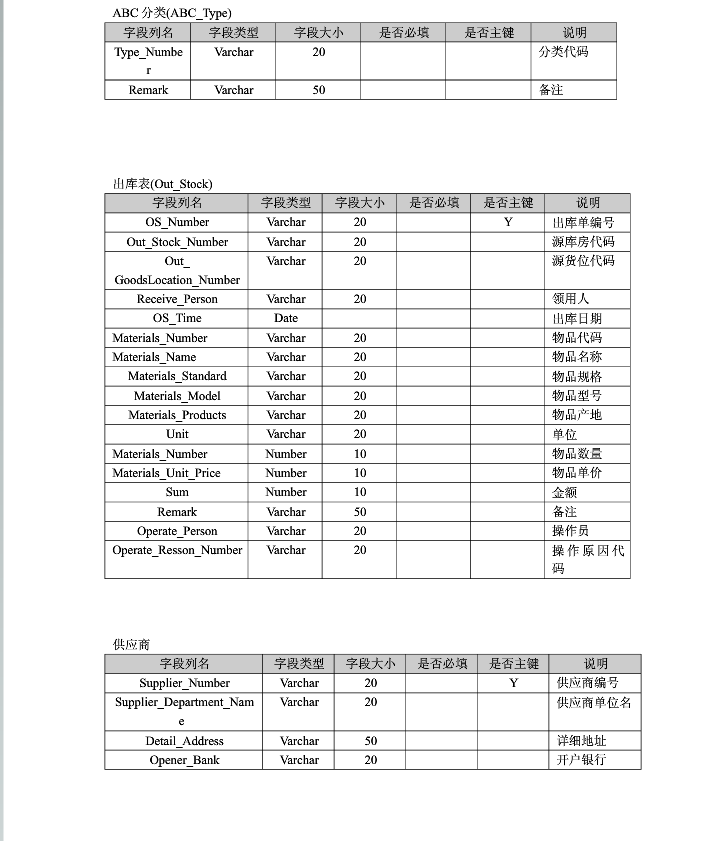 ABC 分类(ABC_Type)
字段列名 字段类型 字段大小 是否必填 是否主键 说明
Type_Numbe Varchar 20 分类代码
r
Remark Varchar 50 备注
出库表(Out_Stock)
字段列名 字段类型 字段大小 是否必填 是否主键 说明
OS_Number Varchar 20 Y 出库单编号
Out_Stock_Number Varchar 20 源库房代码
Out_ Varchar 20 源货位代码
GoodsLocation_Number
Receive_Person Varchar 20 领用人
OS_Time Date 出库日期
Materials_Number Varchar 20 物品代码
Materials_Name Varchar 20 物品名称
Materials_Standard Varchar 20 物品规格
Materials_Model Varchar 20 物品型号
Materials_Products Varchar 20 物品产地
Unit Varchar 20 单位
Materials_Number Number 10 物品数量
Materials_Unit_Price Number 10 物品单价
Sum Number 10 金额
Remark Varchar 50 备注
Operate_Person Varchar 20 操作员
Operate_Resson_Number Varchar 20 操作原因代
码
供应商
字段列名 字段类型 字段大小 是否必填 是否主键 说明
Supplier_Number Varchar 20 Y 供应商编号
Supplier_Department_Nam Varchar 20 供应商单位名
e
Detail_Address Varchar 50 详细地址
Opener_Bank Varchar 20 开户银行